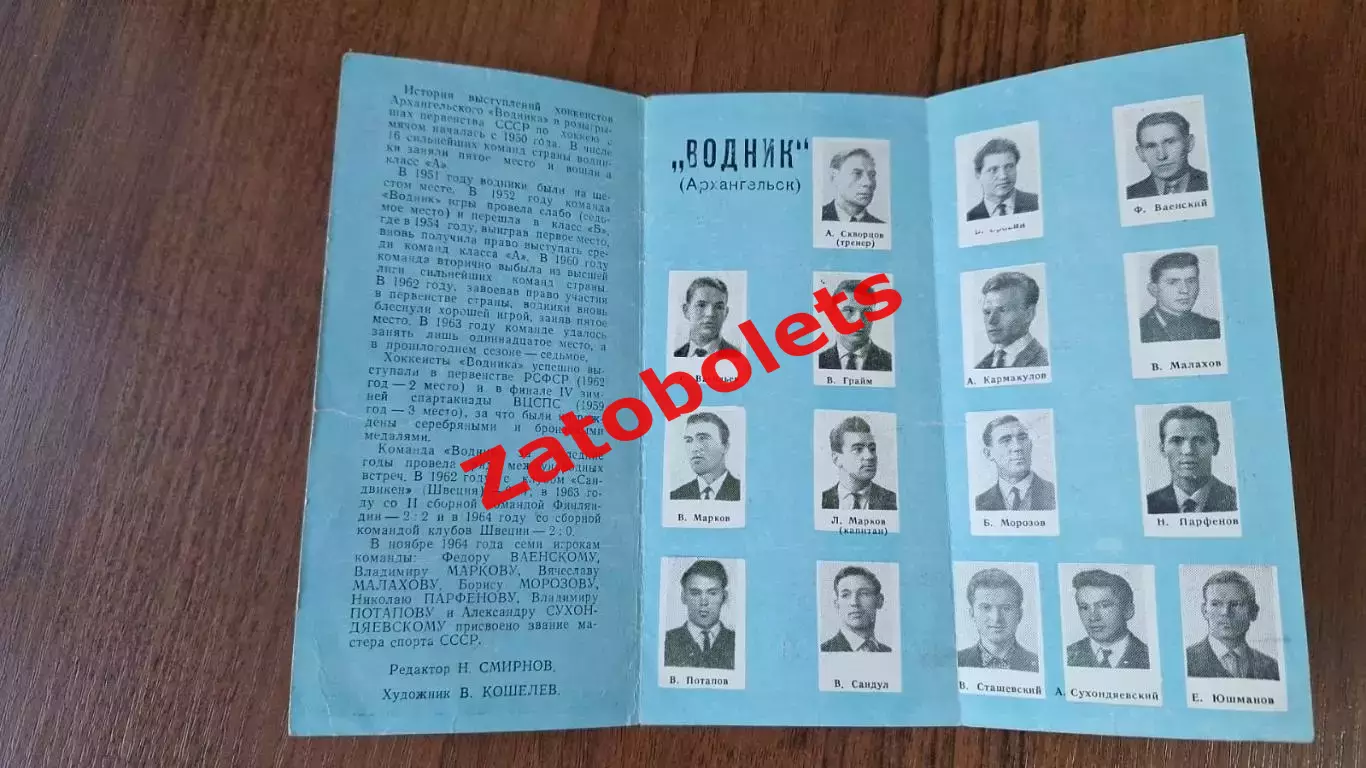 История выступлений хоккеистов
Архангельского «Водника» в розыгры-
шах первенства СССР по хоккею с
мячом началась с 1950 года. В числе
16 сильнейших команд страны водни-
ки заняли пятое место и вошли в
класс «А».
В 1951 году водники были на ше-
стом месте. В 1952 году команда
«Водник» игры провела слабо (седь-
мое место) и перешла в класс «Б»,
где в 1954 году, выиграв первое место,
вновь получила право выступать сре-
ди команд класса «А». В 1960 году
команда вторично выбыла из высшей
лиги сильнейших команд страны.
В 1962 году, завоевав право участия
в первенстве страны, водники вновь
блеснули хорошей игрой, заняв пятое
место. В 1963 году команде удалось
занять лишь одиннадцатое место, а
в прошлогоднем сезоне — седьмое.
Хоккеисты «Водника» успешно вы-
ступали в первенстве РСФСР (1962
год — 2 место) и в финале IV зим-
ней спартакиады ВЦСПС (1959
год — 3 место), за что были
дены серебряными и
медалями.
Команда
годы провела
встреч. В 1962 году с клубом «Сан-
двикен» (Швеция) в 1963 го-
ду со II сборной командой Финлян-
дии — 2 : 2 и в 1964 году со сборной
командой клубов Швеции — 2 : 0.
В ноябре 1964 года семи игрокам
команды: Федору ВАЕНСКОМУ,
Владимиру МАРКОВУ, Вячеславу
МАЛАХОВУ, Борису МОРОЗОВУ,
Николаю ПАРФЕНОВУ, Владимиру
ПОТАПОВУ и Александру СУХОН-
ДЯЕВСКОМУ присвоено звание ма-
стера спорта СССР.
Редактор Н. СМИРНОВ.
Художник В. КОШЕЛЕВ.
„ВОДНИК“
(Архангельск)
А. Скворцов
(тренер)
Ф. Ваенский
В. Грайм
А. Кармакулов
В. Малахов
В. Марков
Л. Марков
(капитан)
Б. Морозов
Н. Парфенов
В. Потапов
В. Сандул
В. Сташевский
А. Сухондяевский
Е. Юшманов
Zatobolets